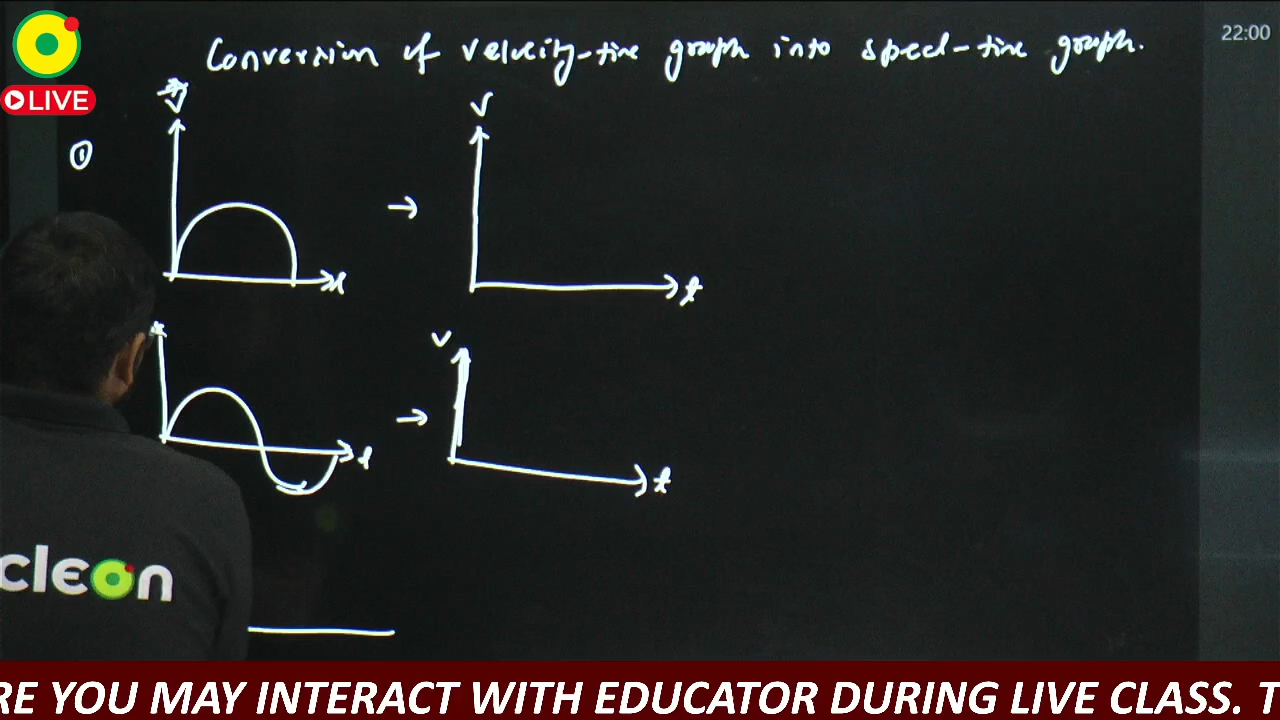 Conversion of velocity-time graph into speed-time graph.
22:00
LIVE
①
v
v
t
t
v
t
t
cleon
RE YOU MAY INTERACT WITH EDUCATOR DURING LIVE CLASS. T